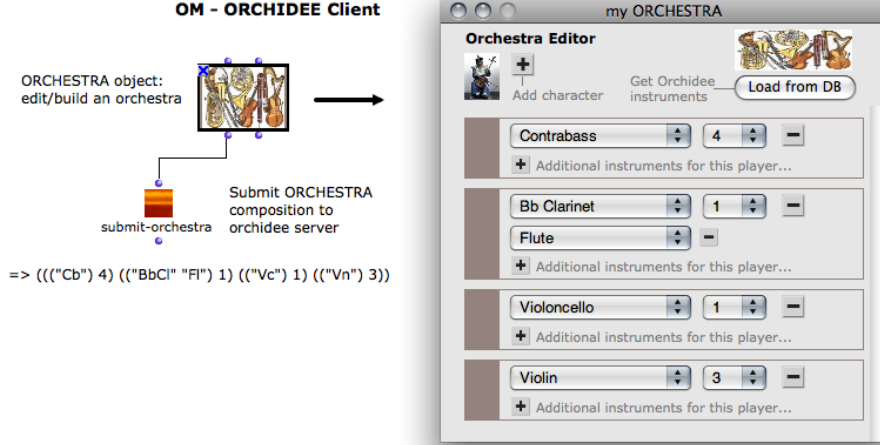 OM - ORCHIDEE Client
ORCHESTRA object:
edit/build an orchestra
submit-orchestra
Submit ORCHESTRA
composition to
orchidee server
=> ((("Cb") 4) (("BbCl" "Fl") 1) (("Vc") 1) (("Vn") 3))
my ORCHESTRA
Orchestra Editor
+
Add character
Get Orchidee
instruments
Load from DB
Contrabass 4 −
+ Additional instruments for this player...
Bb Clarinet 1 −
Flute −
+ Additional instruments for this player...
Violoncello 1 −
+ Additional instruments for this player...
Violin 3 −
+ Additional instruments for this player...